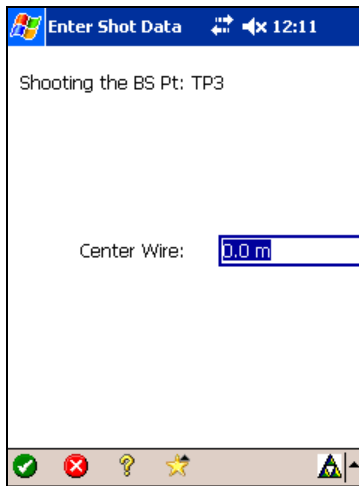 Enter Shot Data 12:11
Shooting the BS Pt: TP3
Center Wire: 0.0 m